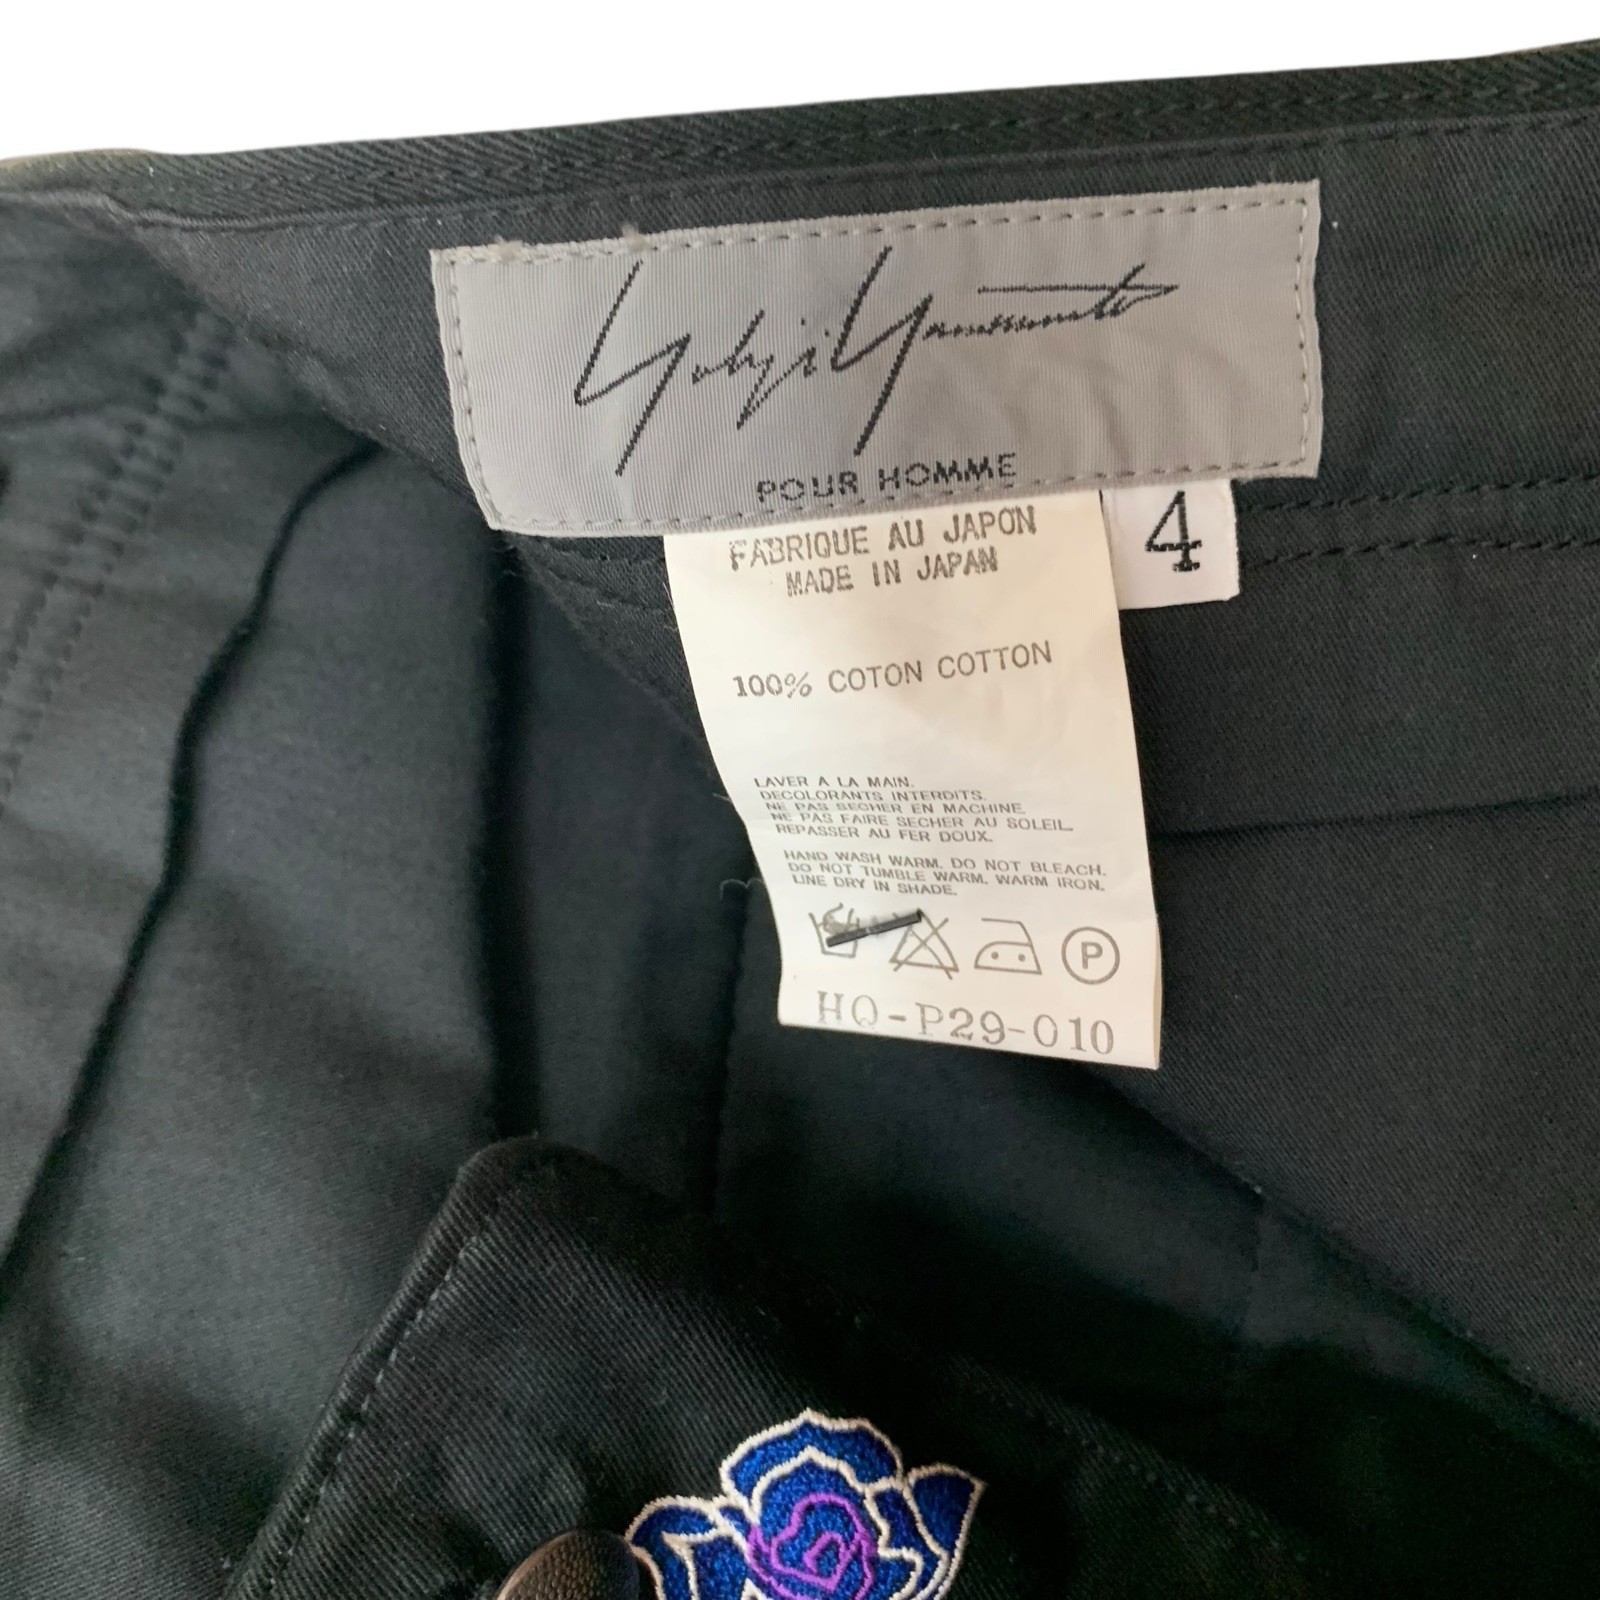 Yohji Yamamoto
POUR HOMME
4
FABRIQUE AU JAPON
MADE IN JAPAN
100% COTON COTTON
LAVER A LA MAIN.
DECOLORANTS INTERDITS.
NE PAS SECHER EN MACHINE.
NE PAS FAIRE SECHER AU SOLEIL.
REPASSER AU FER DOUX.
HAND WASH WARM. DO NOT BLEACH.
DO NOT TUMBLE WARM. WARM IRON.
LINE DRY IN SHADE.
P
HQ-P29-010